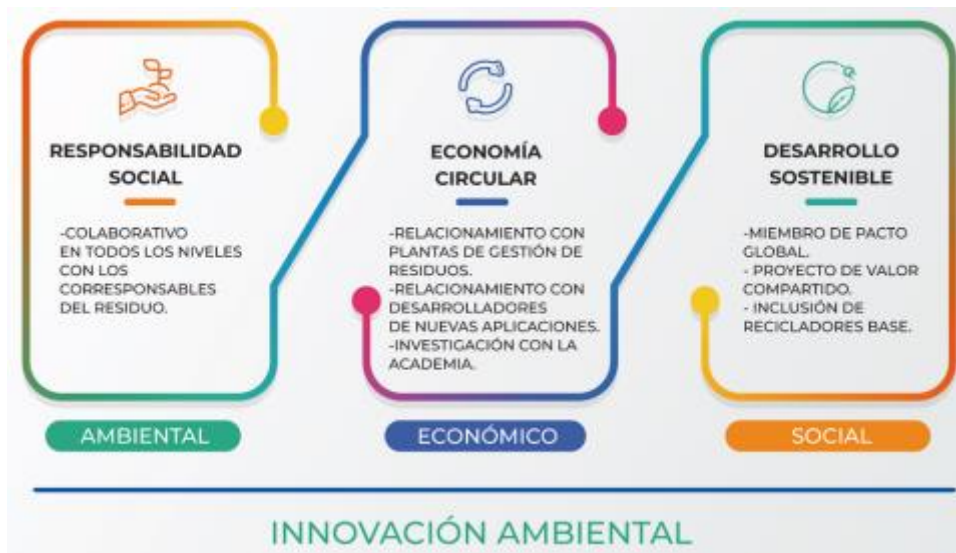 RESPONSABILIDAD
SOCIAL
-COLABORATIVO
EN TODOS LOS NIVELES
CON LOS
CORRESPONSABLES
DEL RESIDUO.
AMBIENTAL
ECONOMÍA
CIRCULAR
-RELACIONAMIENTO CON
PLANTAS DE GESTIÓN DE
RESIDUOS.
-RELACIONAMIENTO CON
DESARROLLADORES
DE NUEVAS APLICACIONES.
-INVESTIGACIÓN CON LA
ACADEMIA.
ECONÓMICO
DESARROLLO
SOSTENIBLE
-MIEMBRO DE PACTO
GLOBAL.
- PROYECTO DE VALOR
COMPARTIDO.
- INCLUSIÓN DE
RECICLADORES BASE.
SOCIAL
INNOVACIÓN AMBIENTAL